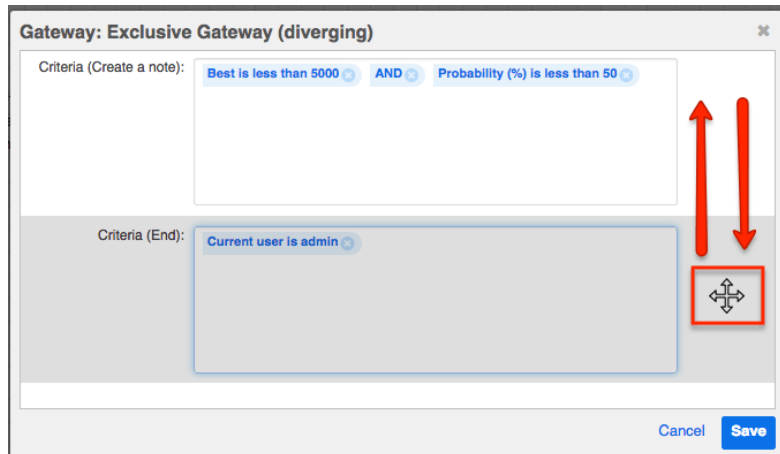 Gateway: Exclusive Gateway (diverging)
Criteria (Create a note):
Best is less than 5000 AND Probability (%) is less than 50
Criteria (End):
Current user is admin
Cancel Save